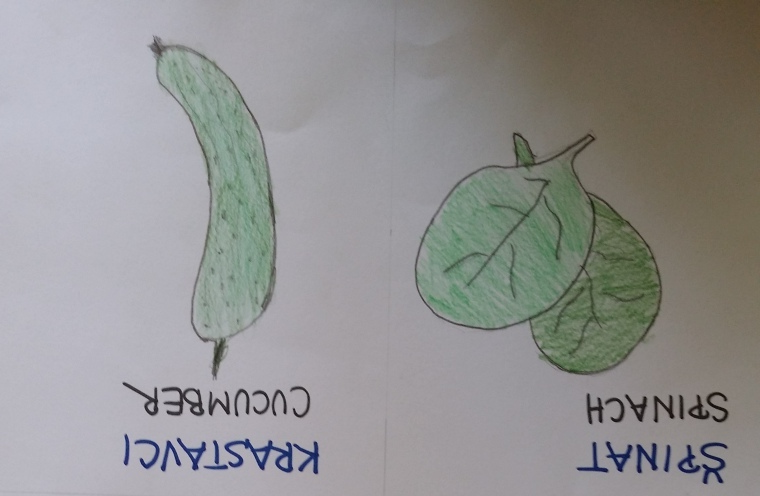 ŠPINAT
SPINACH
KRASTAVCI
CUCUMBER